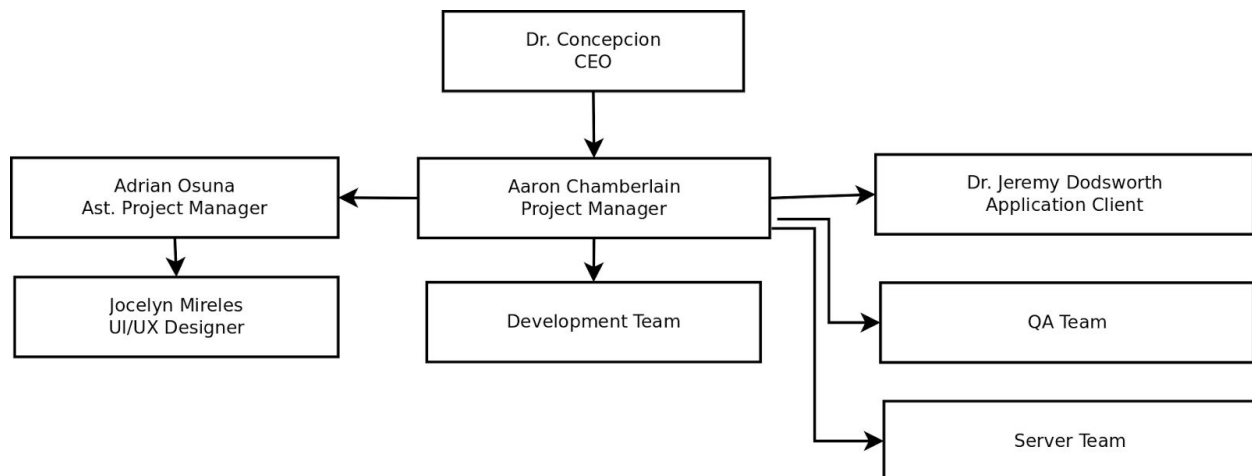 Dr. Concepcion
CEO
Adrian Osuna
Ast. Project Manager
Aaron Chamberlain
Project Manager
Dr. Jeremy Dodsworth
Application Client
Jocelyn Mireles
UI/UX Designer
Development Team
QA Team
Server Team